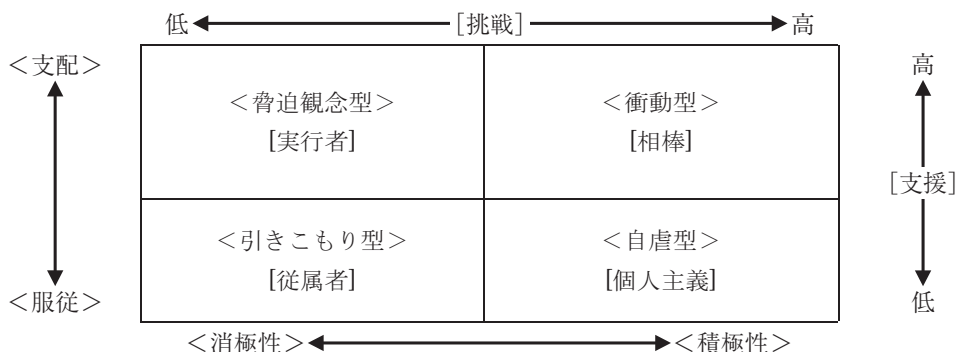 低 [挑戦] 高
＜支配＞ 高
＜脅迫観念型＞ ＜衝動型＞
[実行者] [相棒]
[支援]
＜引きこもり型＞ ＜自虐型＞
[従属者] [個人主義]
＜服従＞ 低
＜消極性＞ ＜積極性＞